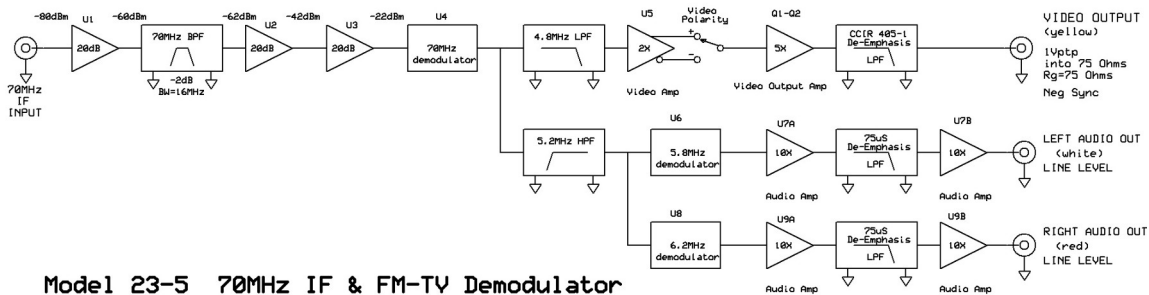 -80dBm
U1
-60dBm
-62dBm
U2
-42dBm
U3
-22dBm
U4
U5
Video
Polarity
Q1-Q2
VIDEO OUTPUT
(yellow)
1Vptp
into 75 Ohms
Rg=75 Ohms
Neg Sync
20dB
70MHz BPF
20dB
20dB
70MHz
demodulator
4.8MHz LPF
2X
+
-
5X
CCIR 405-1
De-Emphasis
LPF
-2dB
BW=16MHz
70MHz
IF
INPUT
Video Amp
Video Output Amp
U6
U7A
U7B
5.2MHz HPF
5.8MHz
demodulator
10X
75uS
De-Emphasis
LPF
10X
LEFT AUDIO OUT
(white)
LINE LEVEL
Audio Amp
Audio Amp
U8
U9A
U9B
6.2MHz
demodulator
10X
75uS
De-Emphasis
LPF
10X
RIGHT AUDIO OUT
(red)
LINE LEVEL
Audio Amp
Audio Amp
Model 23-5 70MHz IF & FM-TV Demodulator